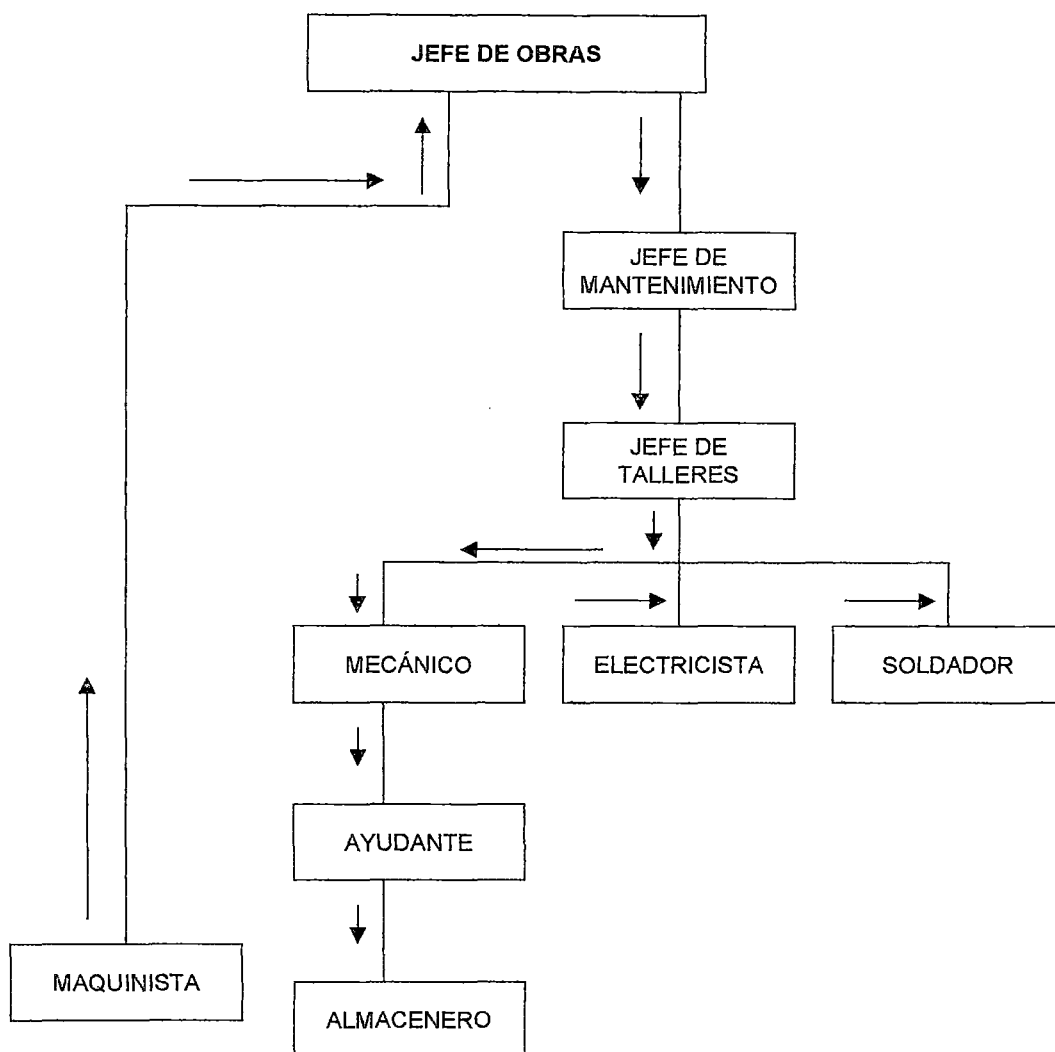 JEFE DE OBRAS
JEFE DE
MANTENIMIENTO
JEFE DE
TALLERES
MECÁNICO
ELECTRICISTA
SOLDADOR
AYUDANTE
MAQUINISTA
ALMACENERO